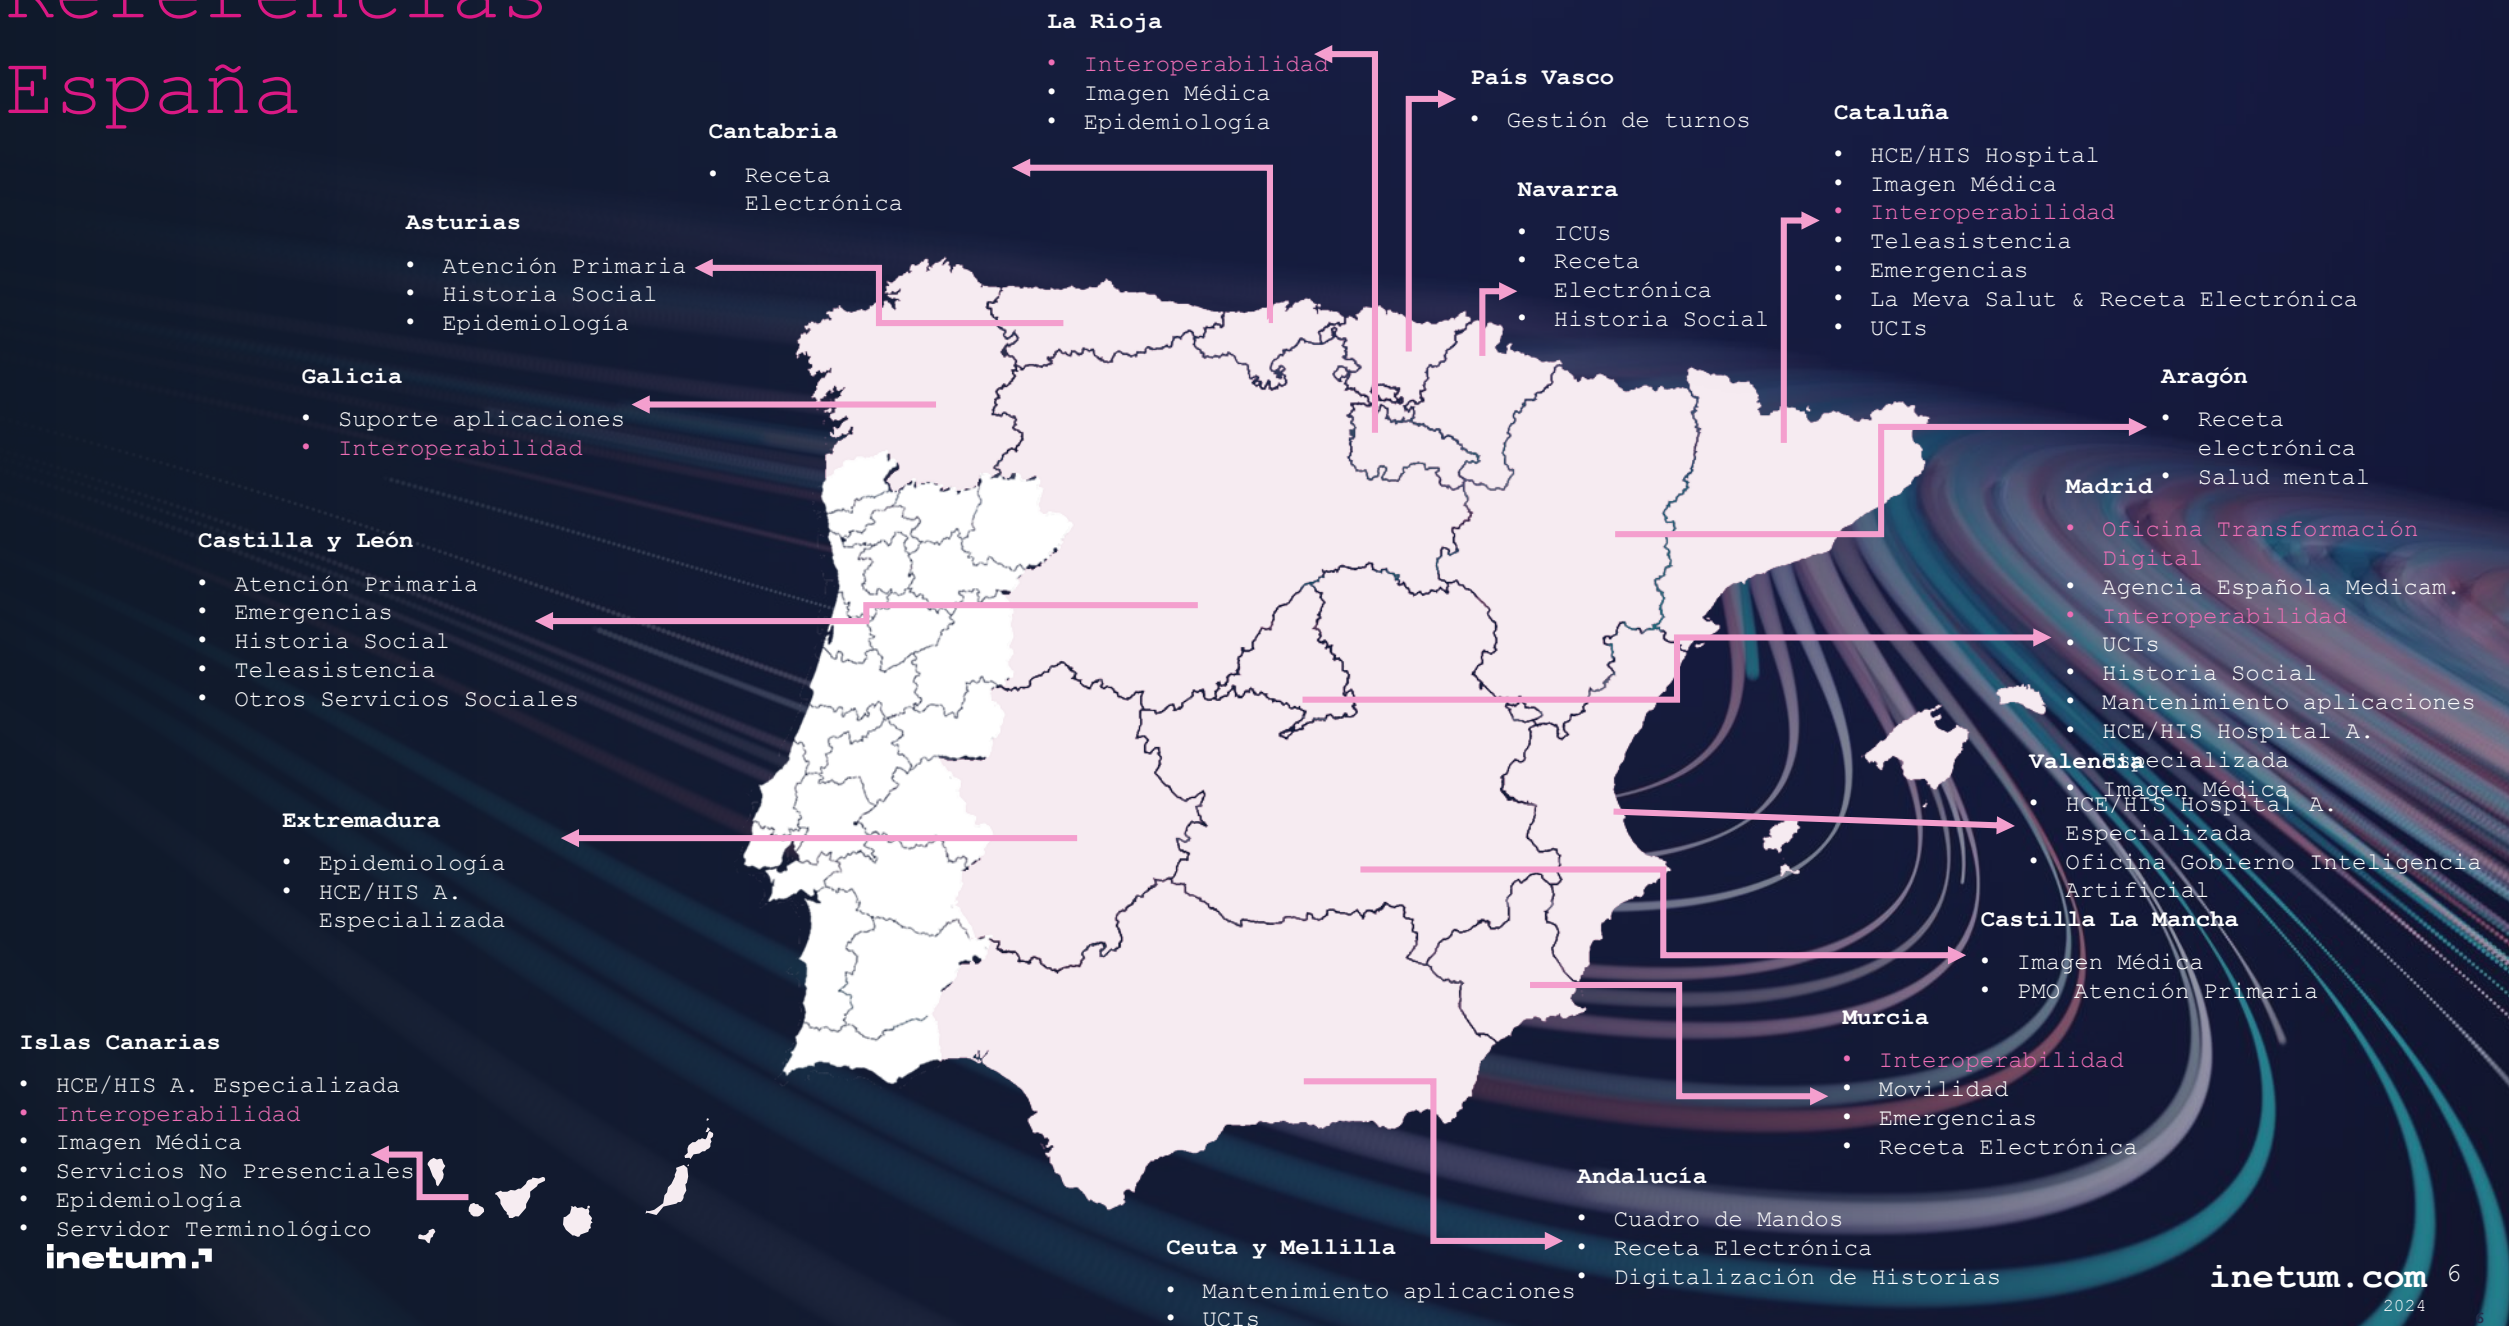 Referencias
España
La Rioja
• Interoperabilidad
• Imagen Médica
• Epidemiología
País Vasco
• Gestión de turnos
Cataluña
• HCE/HIS Hospital
• Imagen Médica
• Interoperabilidad
• Teleasistencia
• Emergencias
• La Meva Salut & Receta Electrónica
• UCIs
Cantabria
• Receta
Electrónica
Navarra
• ICUs
• Receta
Electrónica
• Historia Social
Asturias
• Atención Primaria
• Historia Social
• Epidemiología
Galicia
• Suporte aplicaciones
• Interoperabilidad
Aragón
• Receta
electrónica
• Salud mental
Madrid
• Oficina Transformación
Digital
• Agencia Española Medicam.
• Interoperabilidad
• UCIs
• Historia Social
• Mantenimiento aplicaciones
• HCE/HIS Hospital A.
Especializada
• Imagen Médica
Castilla y León
• Atención Primaria
• Emergencias
• Historia Social
• Teleasistencia
• Otros Servicios Sociales
Valencia
• HCE/HIS Hospital A.
Especializada
• Oficina Gobierno Inteligencia
Artificial
Extremadura
• Epidemiología
• HCE/HIS A.
Especializada
Castilla La Mancha
• Imagen Médica
• PMO Atención Primaria
Murcia
• Interoperabilidad
• Movilidad
• Emergencias
• Receta Electrónica
Islas Canarias
• HCE/HIS A. Especializada
• Interoperabilidad
• Imagen Médica
• Servicios No Presenciales
• Epidemiología
• Servidor Terminológico
Andalucía
• Cuadro de Mandos
• Receta Electrónica
• Digitalización de Historias
Ceuta y Mellilla
• Mantenimiento aplicaciones
• UCIs
inetum.
inetum.com 6
2024
6